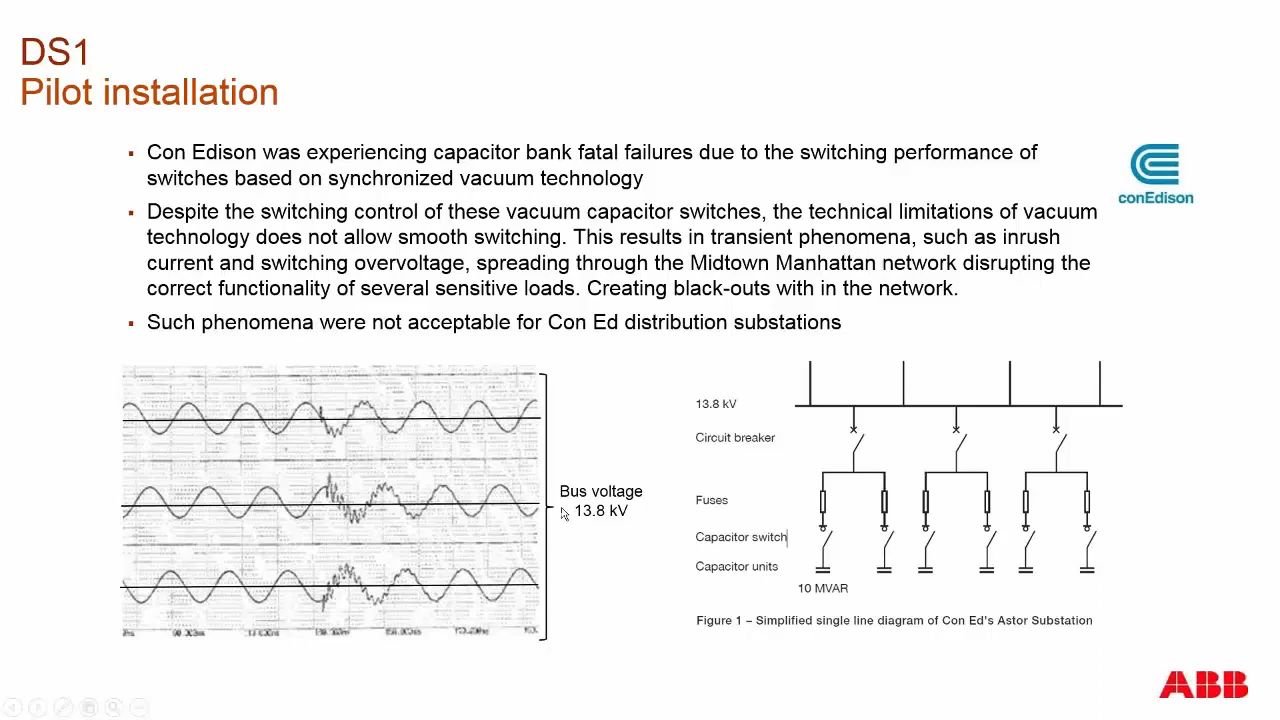 DS1
Pilot installation
▪ Con Edison was experiencing capacitor bank fatal failures due to the switching performance of
switches based on synchronized vacuum technology
▪ Despite the switching control of these vacuum capacitor switches, the technical limitations of vacuum
technology does not allow smooth switching. This results in transient phenomena, such as inrush
current and switching overvoltage, spreading through the Midtown Manhattan network disrupting the
correct functionality of several sensitive loads. Creating black-outs with in the network.
▪ Such phenomena were not acceptable for Con Ed distribution substations
conEdison
Bus voltage
13.8 kV
13.8 kV
Circuit breaker
Fuses
Capacitor switch
Capacitor units
10 MVAR
Figure 1 – Simplified single line diagram of Con Ed's Astor Substation
ABB